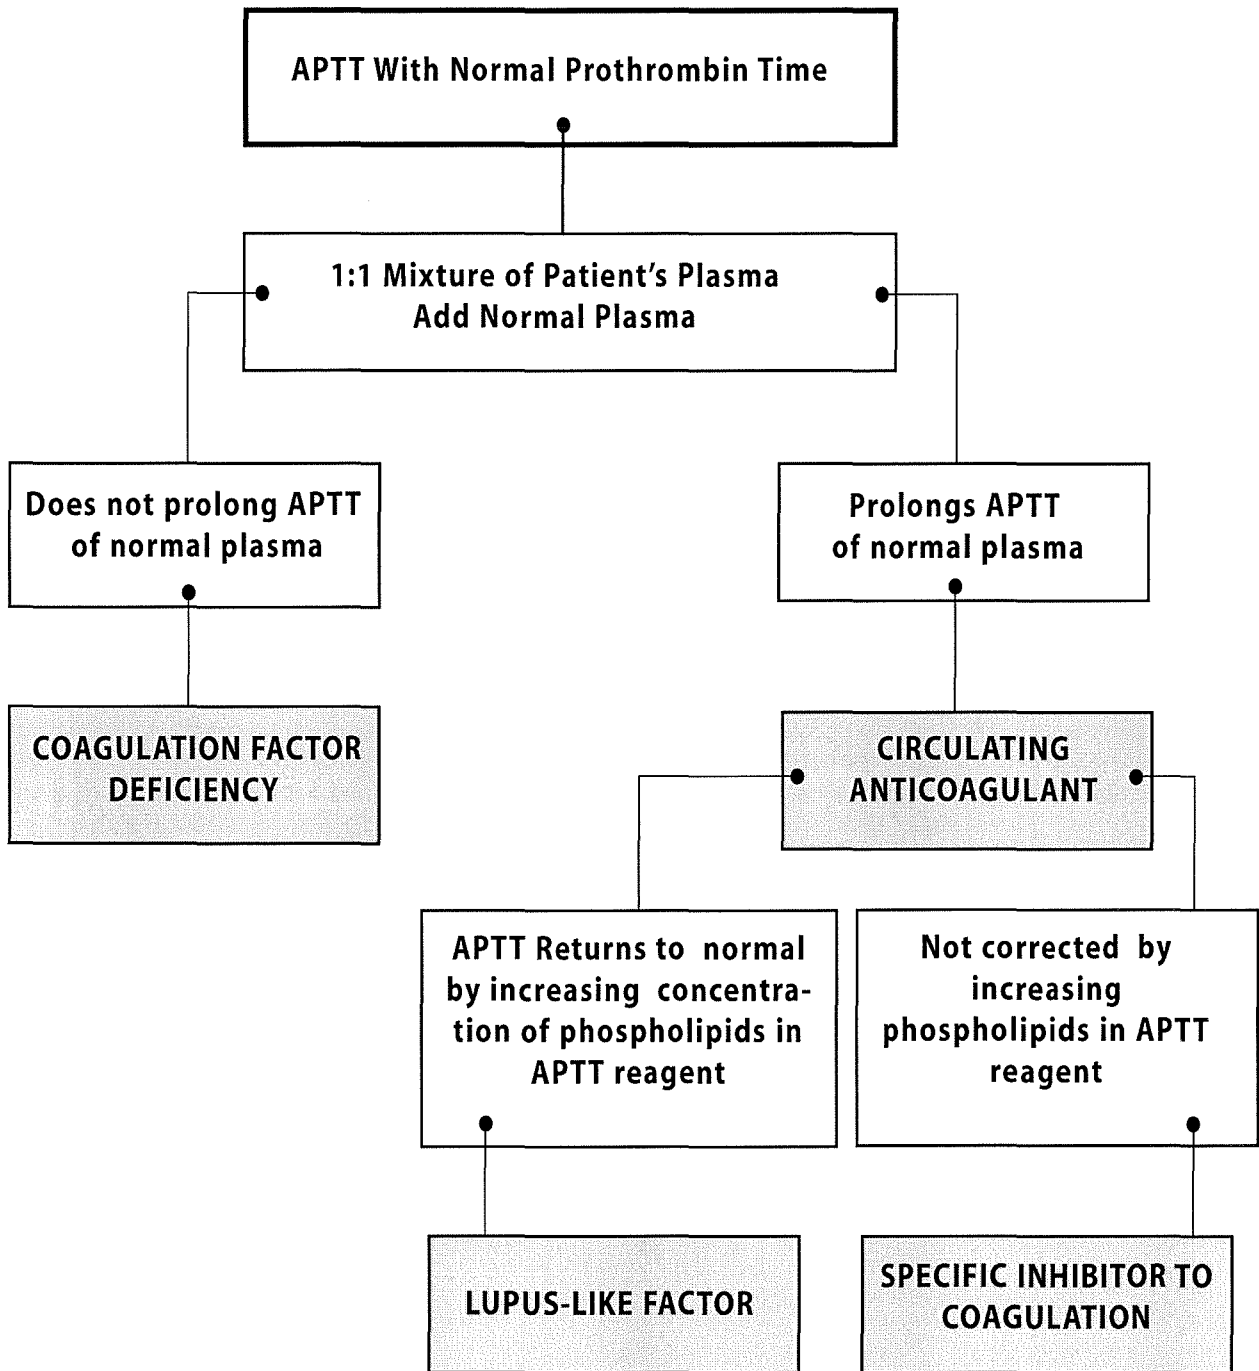 APTT With Normal Prothrombin Time
1:1 Mixture of Patient's Plasma
Add Normal Plasma
Does not prolong APTT
of normal plasma
Prolongs APTT
of normal plasma
COAGULATION FACTOR
DEFICIENCY
CIRCULATING
ANTICOAGULANT
APTT Returns to normal
by increasing concentra-
tion of phospholipids in
APTT reagent
Not corrected by
increasing
phospholipids in APTT
reagent
LUPUS-LIKE FACTOR
SPECIFIC INHIBITOR TO
COAGULATION